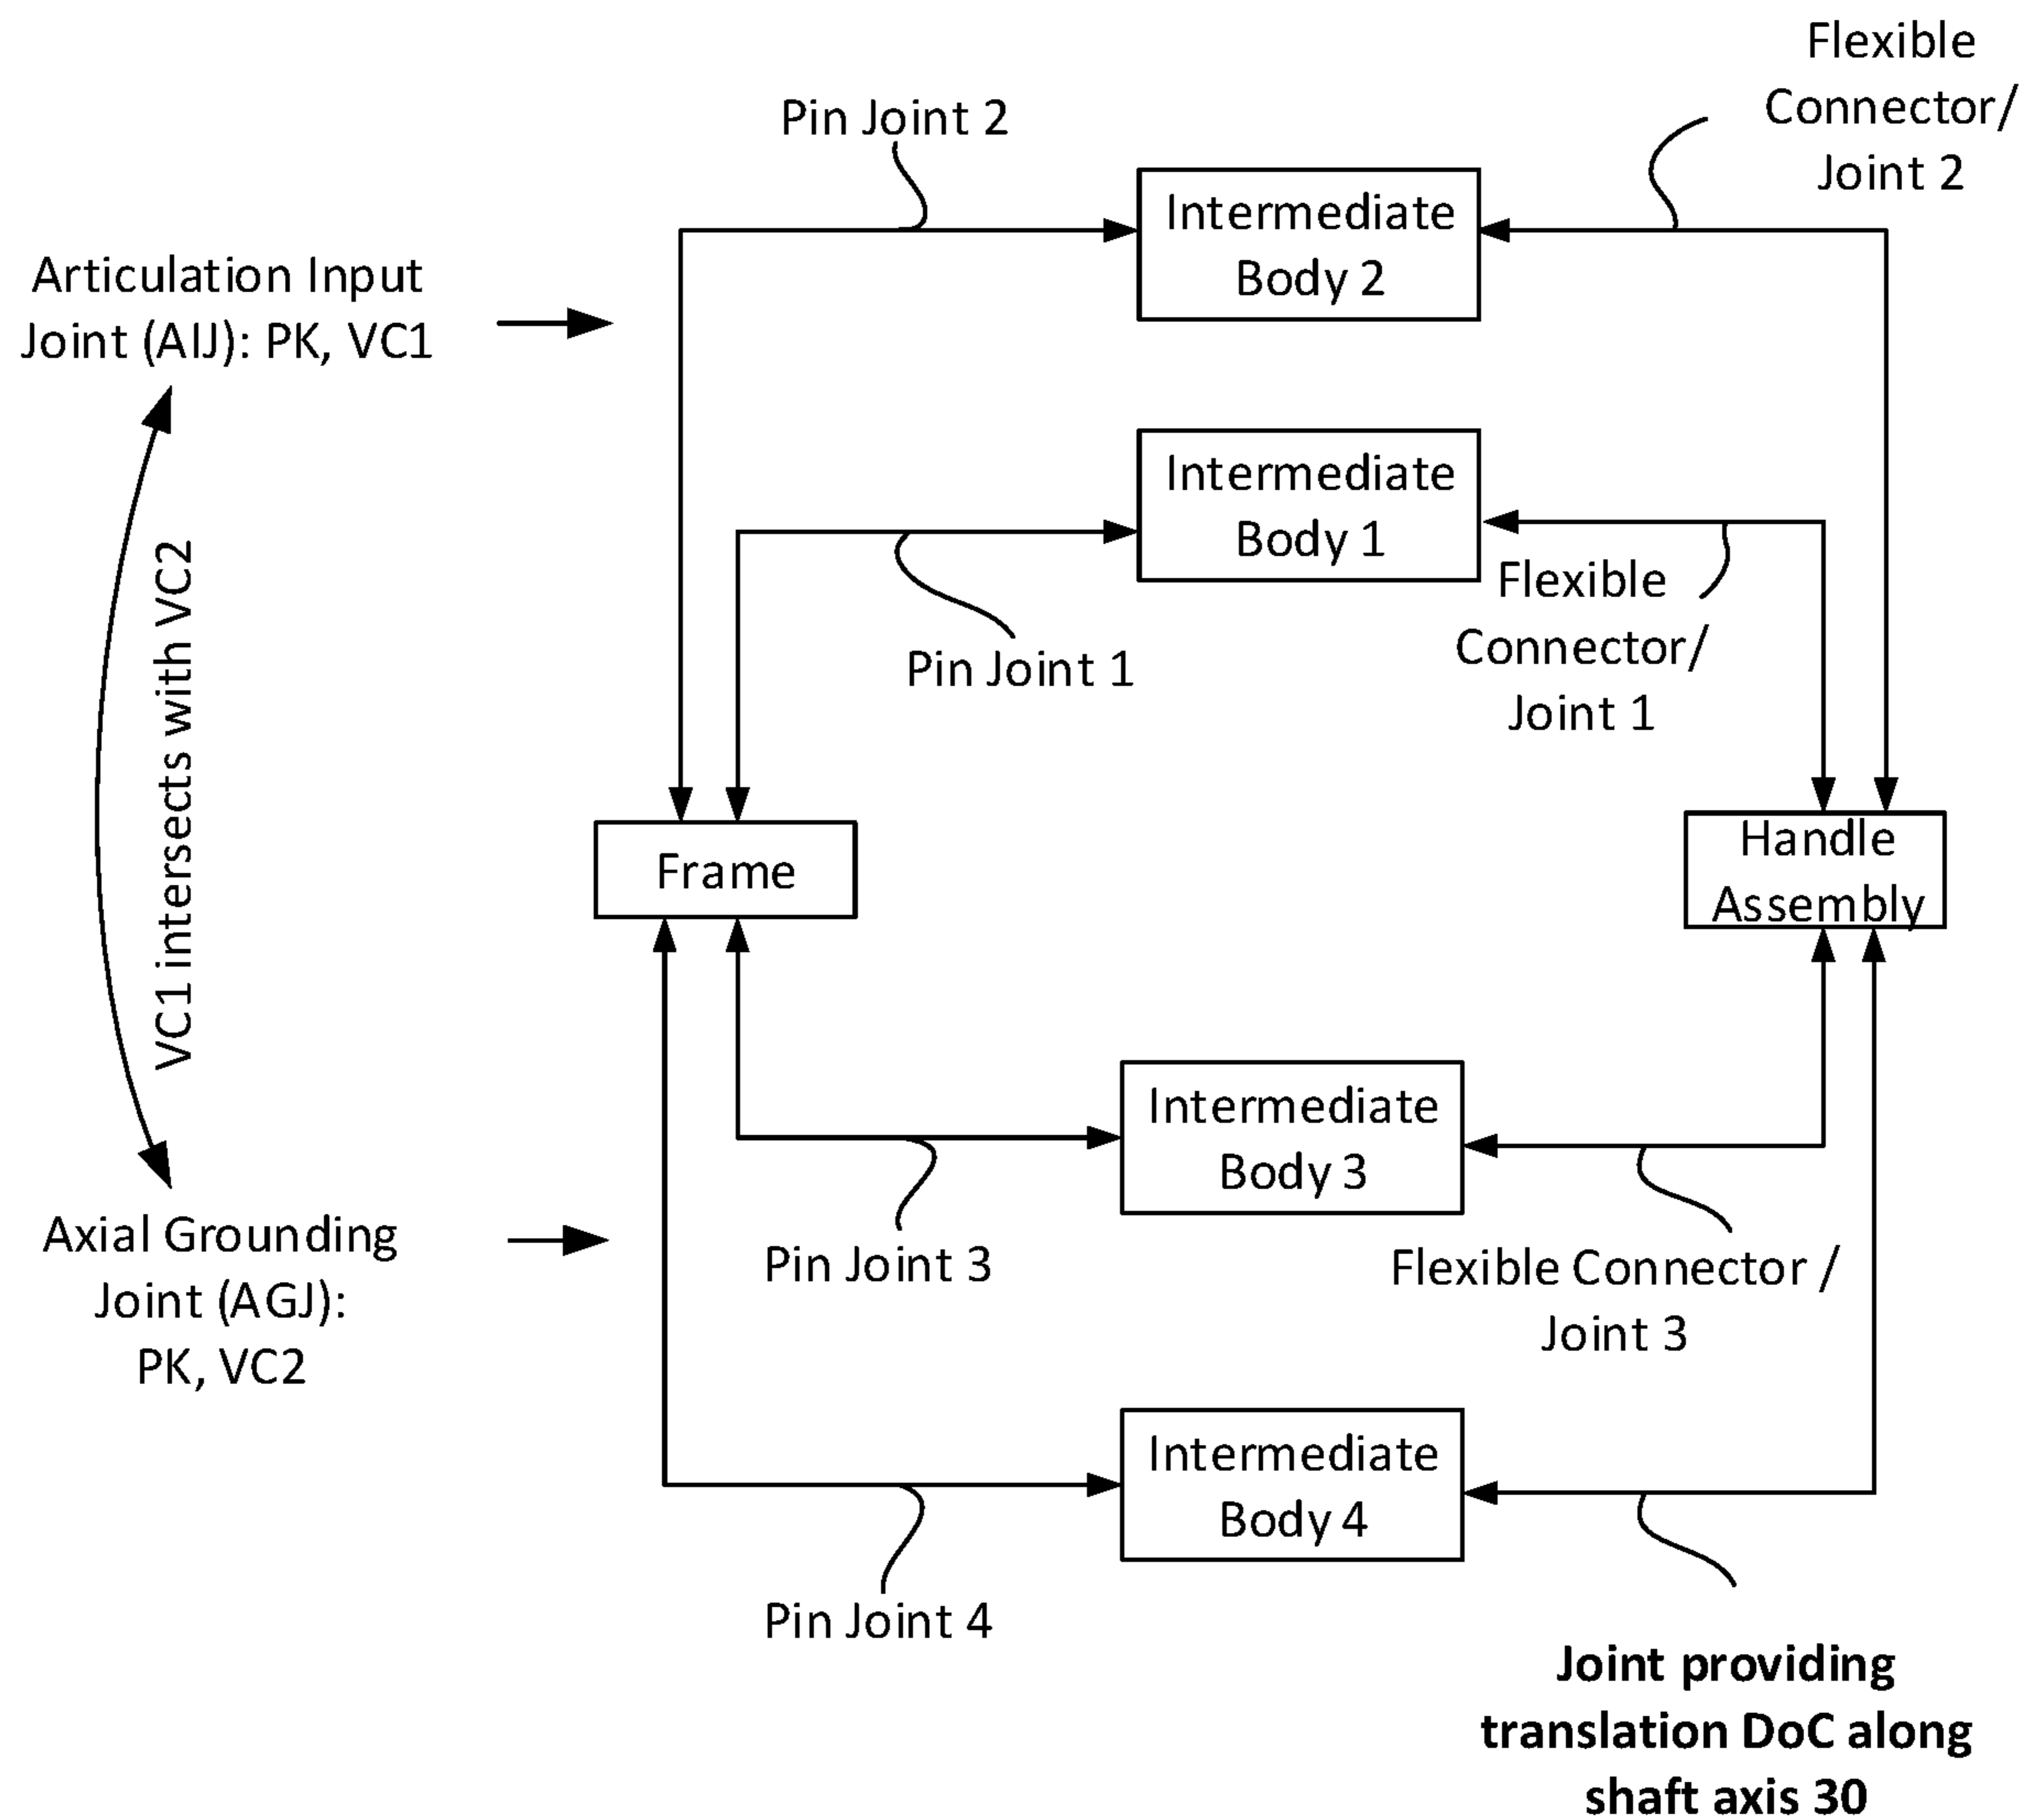 Flexible
Connector/
Joint 2
Pin Joint 2
Intermediate
Body 2
Articulation Input
Joint (AIJ): PK, VC1
Intermediate
Body 1
Flexible
Connector/
Joint 1
Pin Joint 1
VC1 intersects with VC2
Frame
Handle
Assembly
Intermediate
Body 3
Axial Grounding
Joint (AGJ):
PK, VC2
Pin Joint 3
Flexible Connector /
Joint 3
Intermediate
Body 4
Pin Joint 4
Joint providing
translation DoC along
shaft axis 30